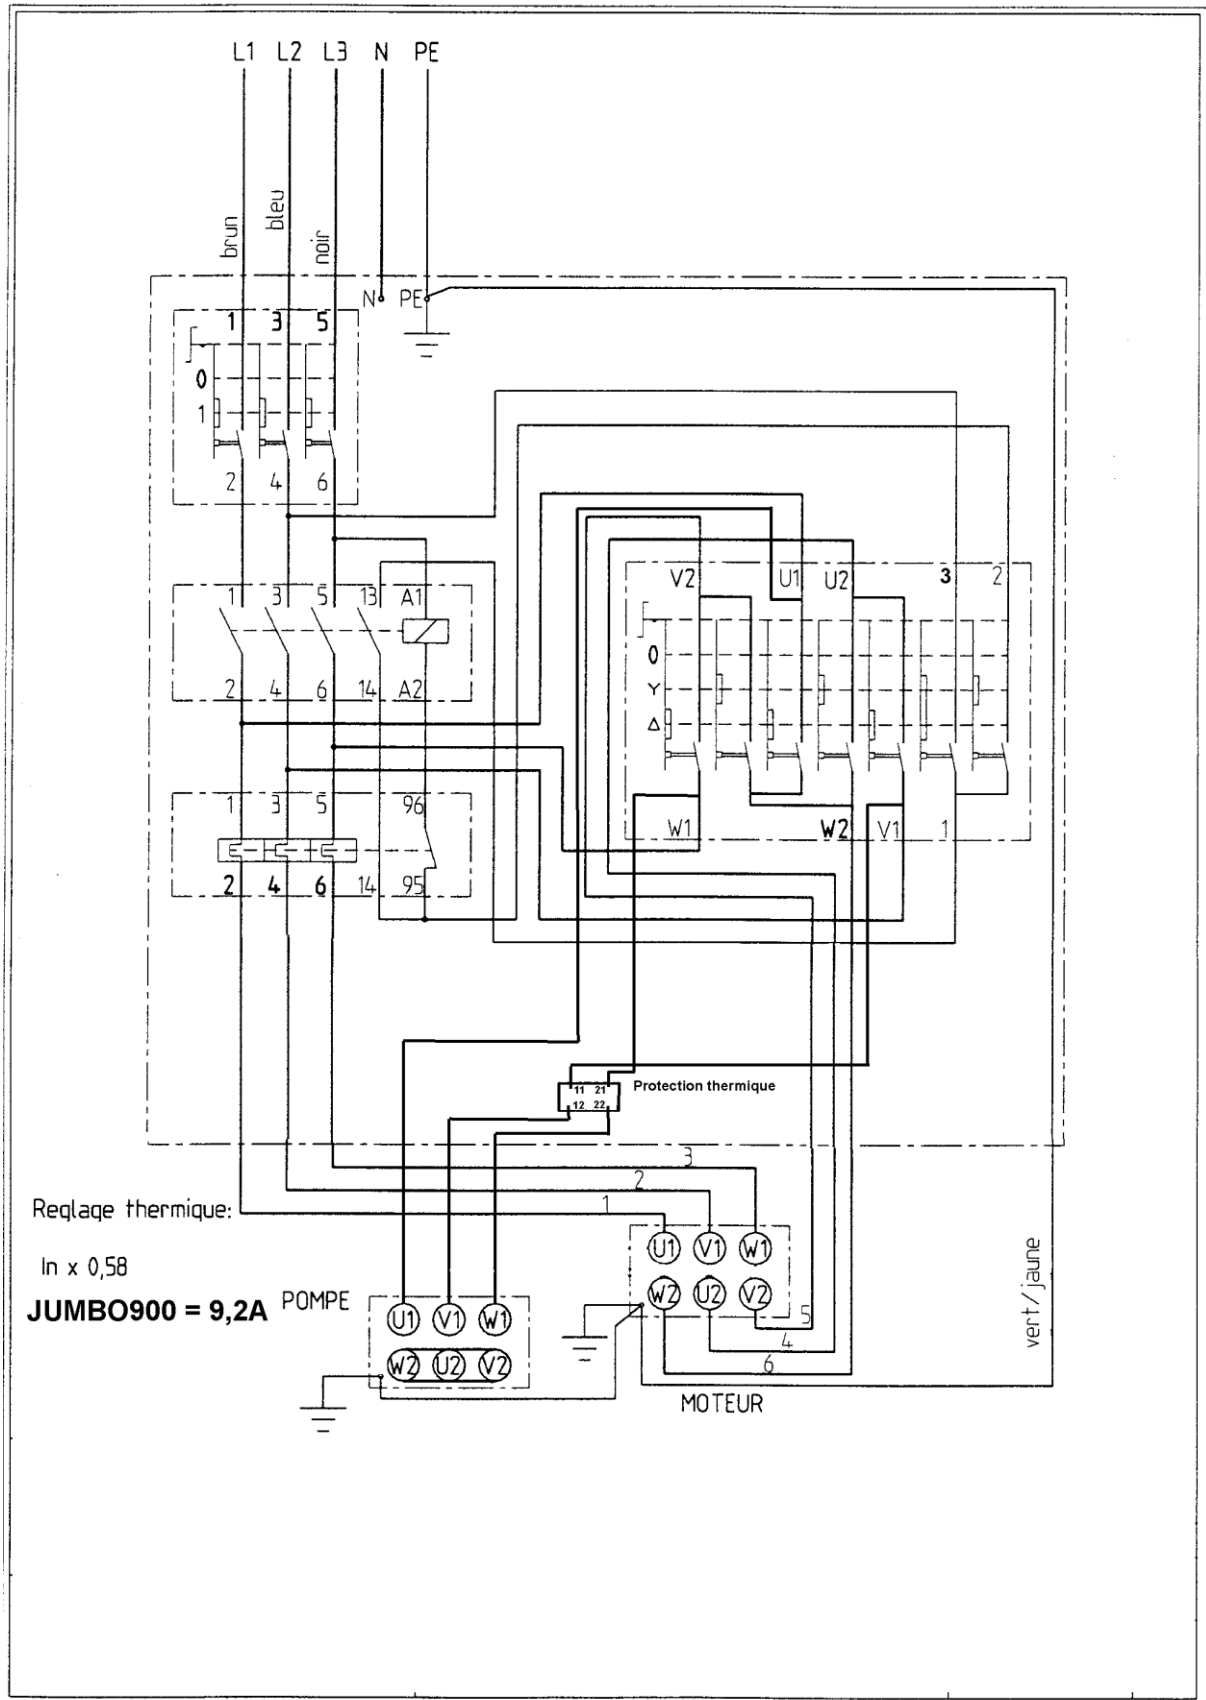 L1 L2 L3 N PE
brun
bleu
noir
N PE
1 3 5
0
1
2 4 6
V2 U1 U2 3 2
1 3 5 13 A1
0
Y
Δ
2 4 6 14 A2
1 3 5 96
W1 W2 V1 1
2 4 6 14 95
11 21
12 22
Protection thermique
3
2
1
Reglage thermique:
In x 0,58
JUMBO900 = 9,2A
U1 V1 W1
W2 U2 V2
5
4
6
MOTEUR
POMPE
U1 V1 W1
W2 U2 V2
vert/jaune